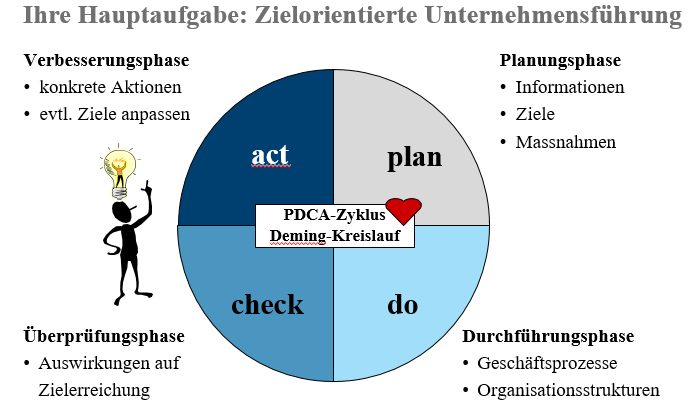 Ihre Hauptaufgabe: Zielorientierte Unternehmensführung
Verbesserungsphase
• konkrete Aktionen
• evtl. Ziele anpassen
Planungsphase
• Informationen
• Ziele
• Massnahmen
act
plan
PDCA-Zyklus
Deming-Kreislauf
check
do
Überprüfungsphase
• Auswirkungen auf
Zielerreichung
Durchführungsphase
• Geschäftsprozesse
• Organisationsstrukturen